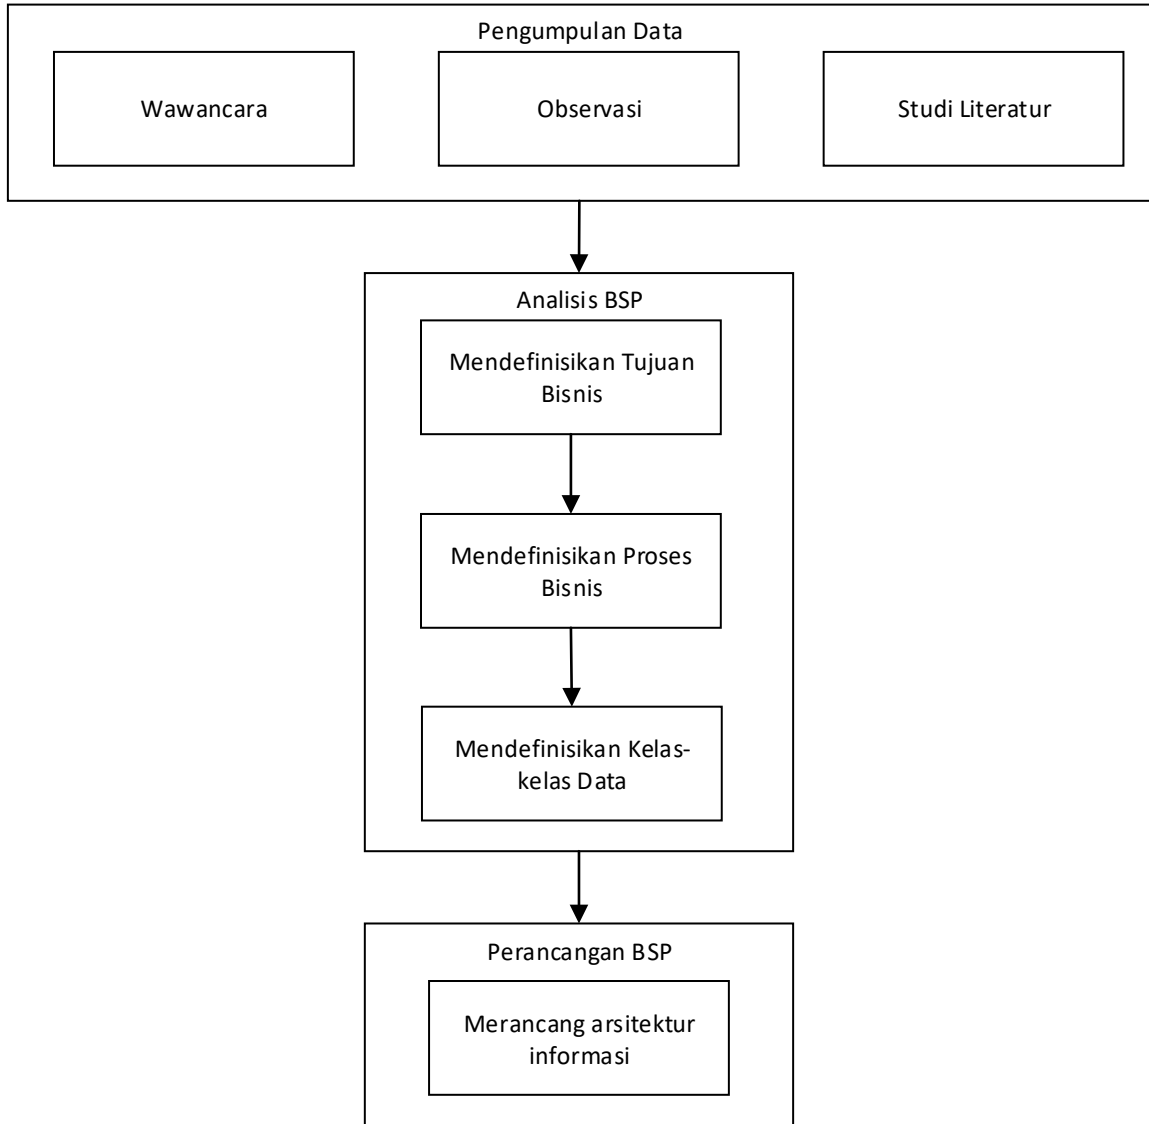 Pengumpulan Data
Wawancara
Observasi
Studi Literatur
Analisis BSP
Mendefinisikan Tujuan
Bisnis
Mendefinisikan Proses
Bisnis
Mendefinisikan Kelas-
kelas Data
Perancangan BSP
Merancang arsitektur
informasi